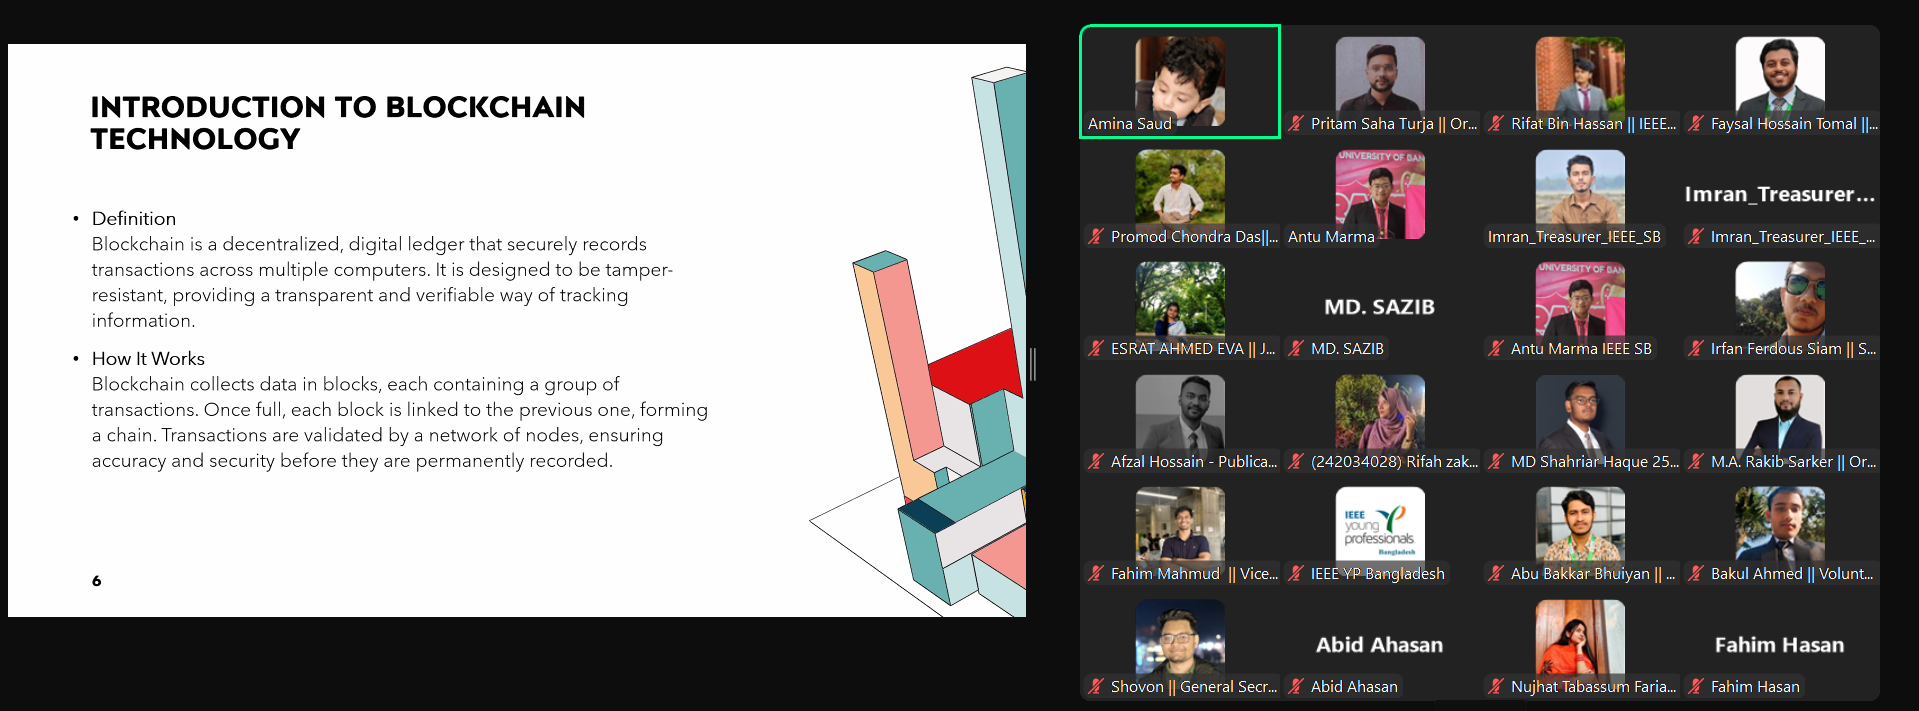 INTRODUCTION TO BLOCKCHAIN
TECHNOLOGY
• Definition
Blockchain is a decentralized, digital ledger that securely records
transactions across multiple computers. It is designed to be tamper-
resistant, providing a transparent and verifiable way of tracking
information.
• How It Works
Blockchain collects data in blocks, each containing a group of
transactions. Once full, each block is linked to the previous one, forming
a chain. Transactions are validated by a network of nodes, ensuring
accuracy and security before they are permanently recorded.
6
Amina Saud
Pritam Saha Turja || Or...
Rifat Bin Hassan || IEEE...
Faysal Hossain Tomal ||...
Promod Chondra Das||...
UNIVERSITY OF BAN
Antu Marma
Imran_Treasurer_IEEE_SB
Imran_Treasurer...
Imran_Treasurer_IEEE_...
ESRAT AHMED EVA || J...
MD. SAZIB
MD. SAZIB
UNIVERSITY OF BAN
Antu Marma IEEE SB
Irfan Ferdous Siam || S...
Afzal Hossain - Publica...
(242034028) Rifah zak...
MD Shahriar Haque 25...
M.A. Rakib Sarker || Or...
Fahim Mahmud || Vice...
IEEE
young
professionals
Bangladesh
IEEE YP Bangladesh
Abu Bakkar Bhuiyan || ...
Bakul Ahmed || Volunt...
Shovon || General Secr...
Abid Ahasan
Abid Ahasan
Nujhat Tabassum Faria...
Fahim Hasan
Fahim Hasan